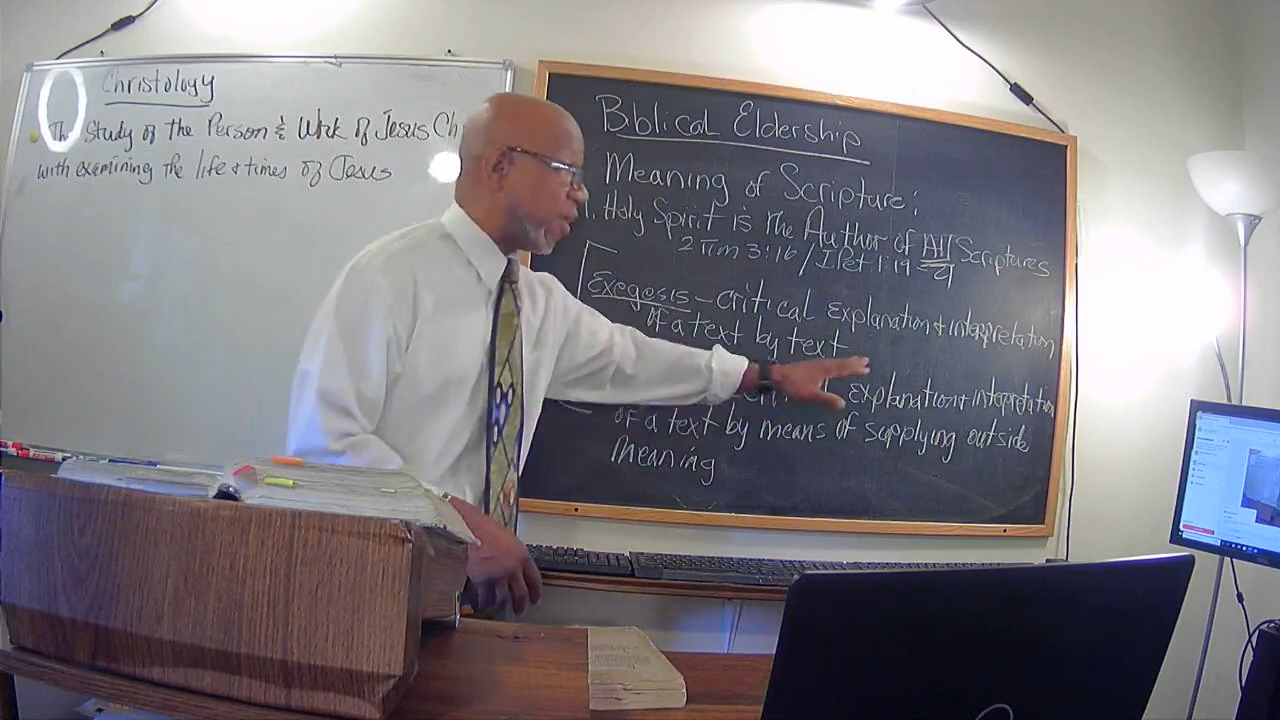 Christology
The Study of the Person & Work of Jesus Ch
with examining the life & times of Jesus
Biblical Eldership
Meaning of Scripture:
1. Holy Spirit is the Author of All Scriptures
2 Tim 3:16 / I Pet 1:19-21
Exegesis - critical explanation & interpretation
of a text by text
explanation & interpretation
of a text by means of supplying outside
meaning